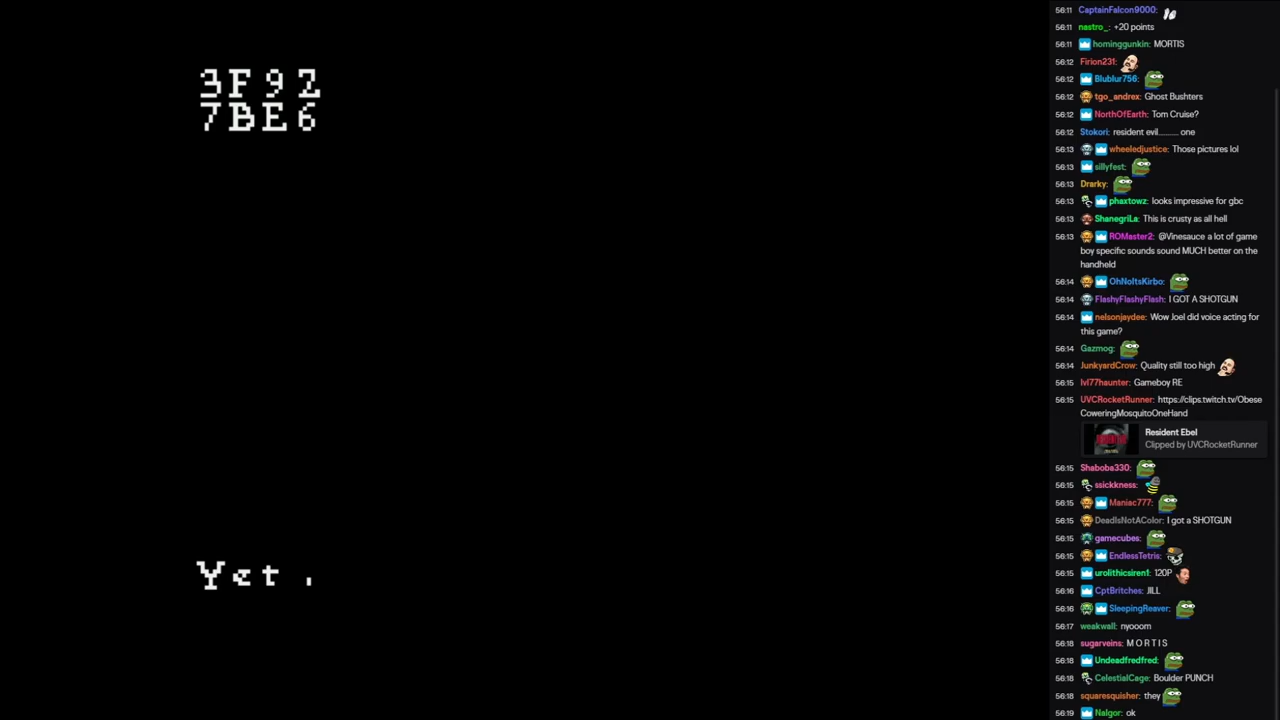 3F92
7BE6
Yet.
56:11 CaptainFalcon9000:
56:11 nastro_: +20 points
56:11 hominggunkin: MORTIS
56:12 Firion231:
56:12 Blublur756:
56:12 tgo_andrex: Ghost Bushters
56:12 NorthOfEarth: Tom Cruise?
56:12 Stokori: resident evil........... one
56:13 wheeledjustice: Those pictures lol
56:13 sillyfest:
56:13 Drarky:
56:13 phaxtowz: looks impressive for gbc
56:13 ShanegriLa: This is crusty as all hell
56:13 ROMaster2: @Vinesauce a lot of game
boy specific sounds sound MUCH better on the
handheld
56:14 OhNoItsKirbo:
56:14 FlashyFlashyFlash: I GOT A SHOTGUN
56:14 nelsonjaydee: Wow Joel did voice acting for
this game?
56:14 Gazmog:
56:14 JunkyardCrow: Quality still too high
56:15 lvl77haunter: Gameboy RE
56:15 UVCRocketRunner: https://clips.twitch.tv/Obese
CoweringMosquitoOneHand
Resident Ebel
Clipped by UVCRocketRunner
56:15 Shaboba330:
56:15 ssickkness:
56:15 Maniac777:
56:15 DeadIsNotAColor: I got a SHOTGUN
56:15 gamecubes:
56:15 EndlessTetris:
56:15 urolithicsiren1: 120P
56:16 CptBritches: JILL
56:16 SleepingReaver:
56:17 weakwall: nyooom
56:18 sugarveins: M O R T I S
56:18 Undeadfredfred:
56:18 CelestialCage: Boulder PUNCH
56:18 squaresquisher: they
56:19 Nalgor: ok